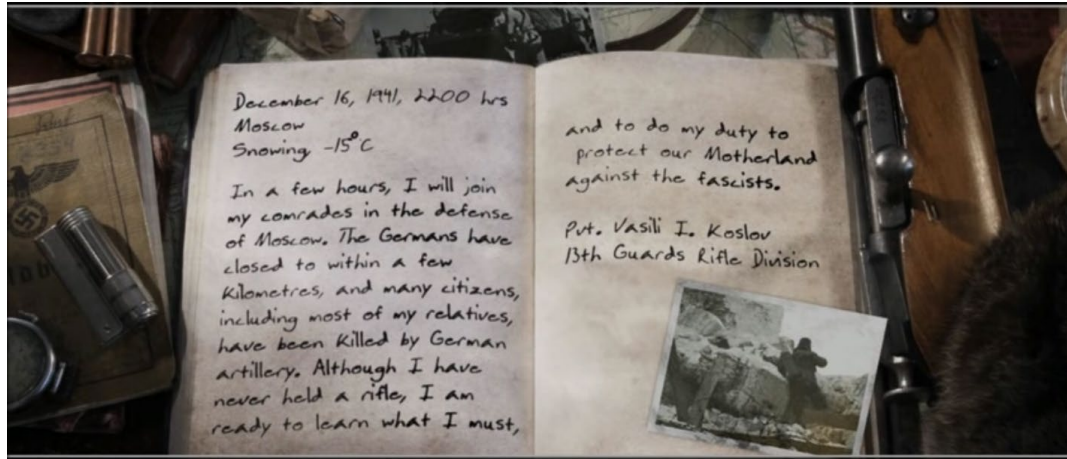 December 16, 1941, 2200 hrs
Moscow
Snowing -15°C
In a few hours, I will join
my comrades in the defense
of Moscow. The Germans have
closed to within a few
kilometres, and many citizens,
including most of my relatives,
have been killed by German
artillery. Although I have
never held a rifle, I am
ready to learn what I must,
and to do my duty to
protect our Motherland
against the fascists.
Pvt. Vasili I. Koslov
13th Guards Rifle Division